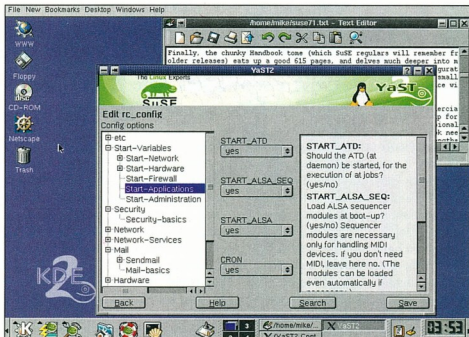 File New Bookmarks Desktop Windows Help
/home/mike/suse71.txt - Text Editor
Finally, the chunky Handbook tome (which SuSE regulars will remember fr
older releases) eats up a good 615 pages, and delves much deeper into m
WWW
Floppy
CD-ROM
Netscape
Trash
YaST2
The Linux Experts
SuSE
YaST
Edit rc_config
Config options
etc
Start-Variables
Start-Network
Start-Hardware
Start-Firewall
Start-Applications
Start-Administration
Security
Security-basics
Network
Network-Services
Mail
Sendmail
Mail-basics
Hardware
START_ATD
yes
START_ALSA_SEQ
yes
START_ALSA
yes
CRON
yes
START_ATD:
Should the ATD (at
daemon) be started, for the
execution of at jobs?
(yes/no)
START_ALSA_SEQ:
Load ALSA sequencer
modules at boot-up?
(yes/no) Sequencer
modules are necessary
only for handling MIDI
devices. if you don't need
MIDI, leave here no. (The
modules can be loaded
even automatically if
Back
Help
Search
Save
KDE 2
/home/mike/...
YaST2
03:53